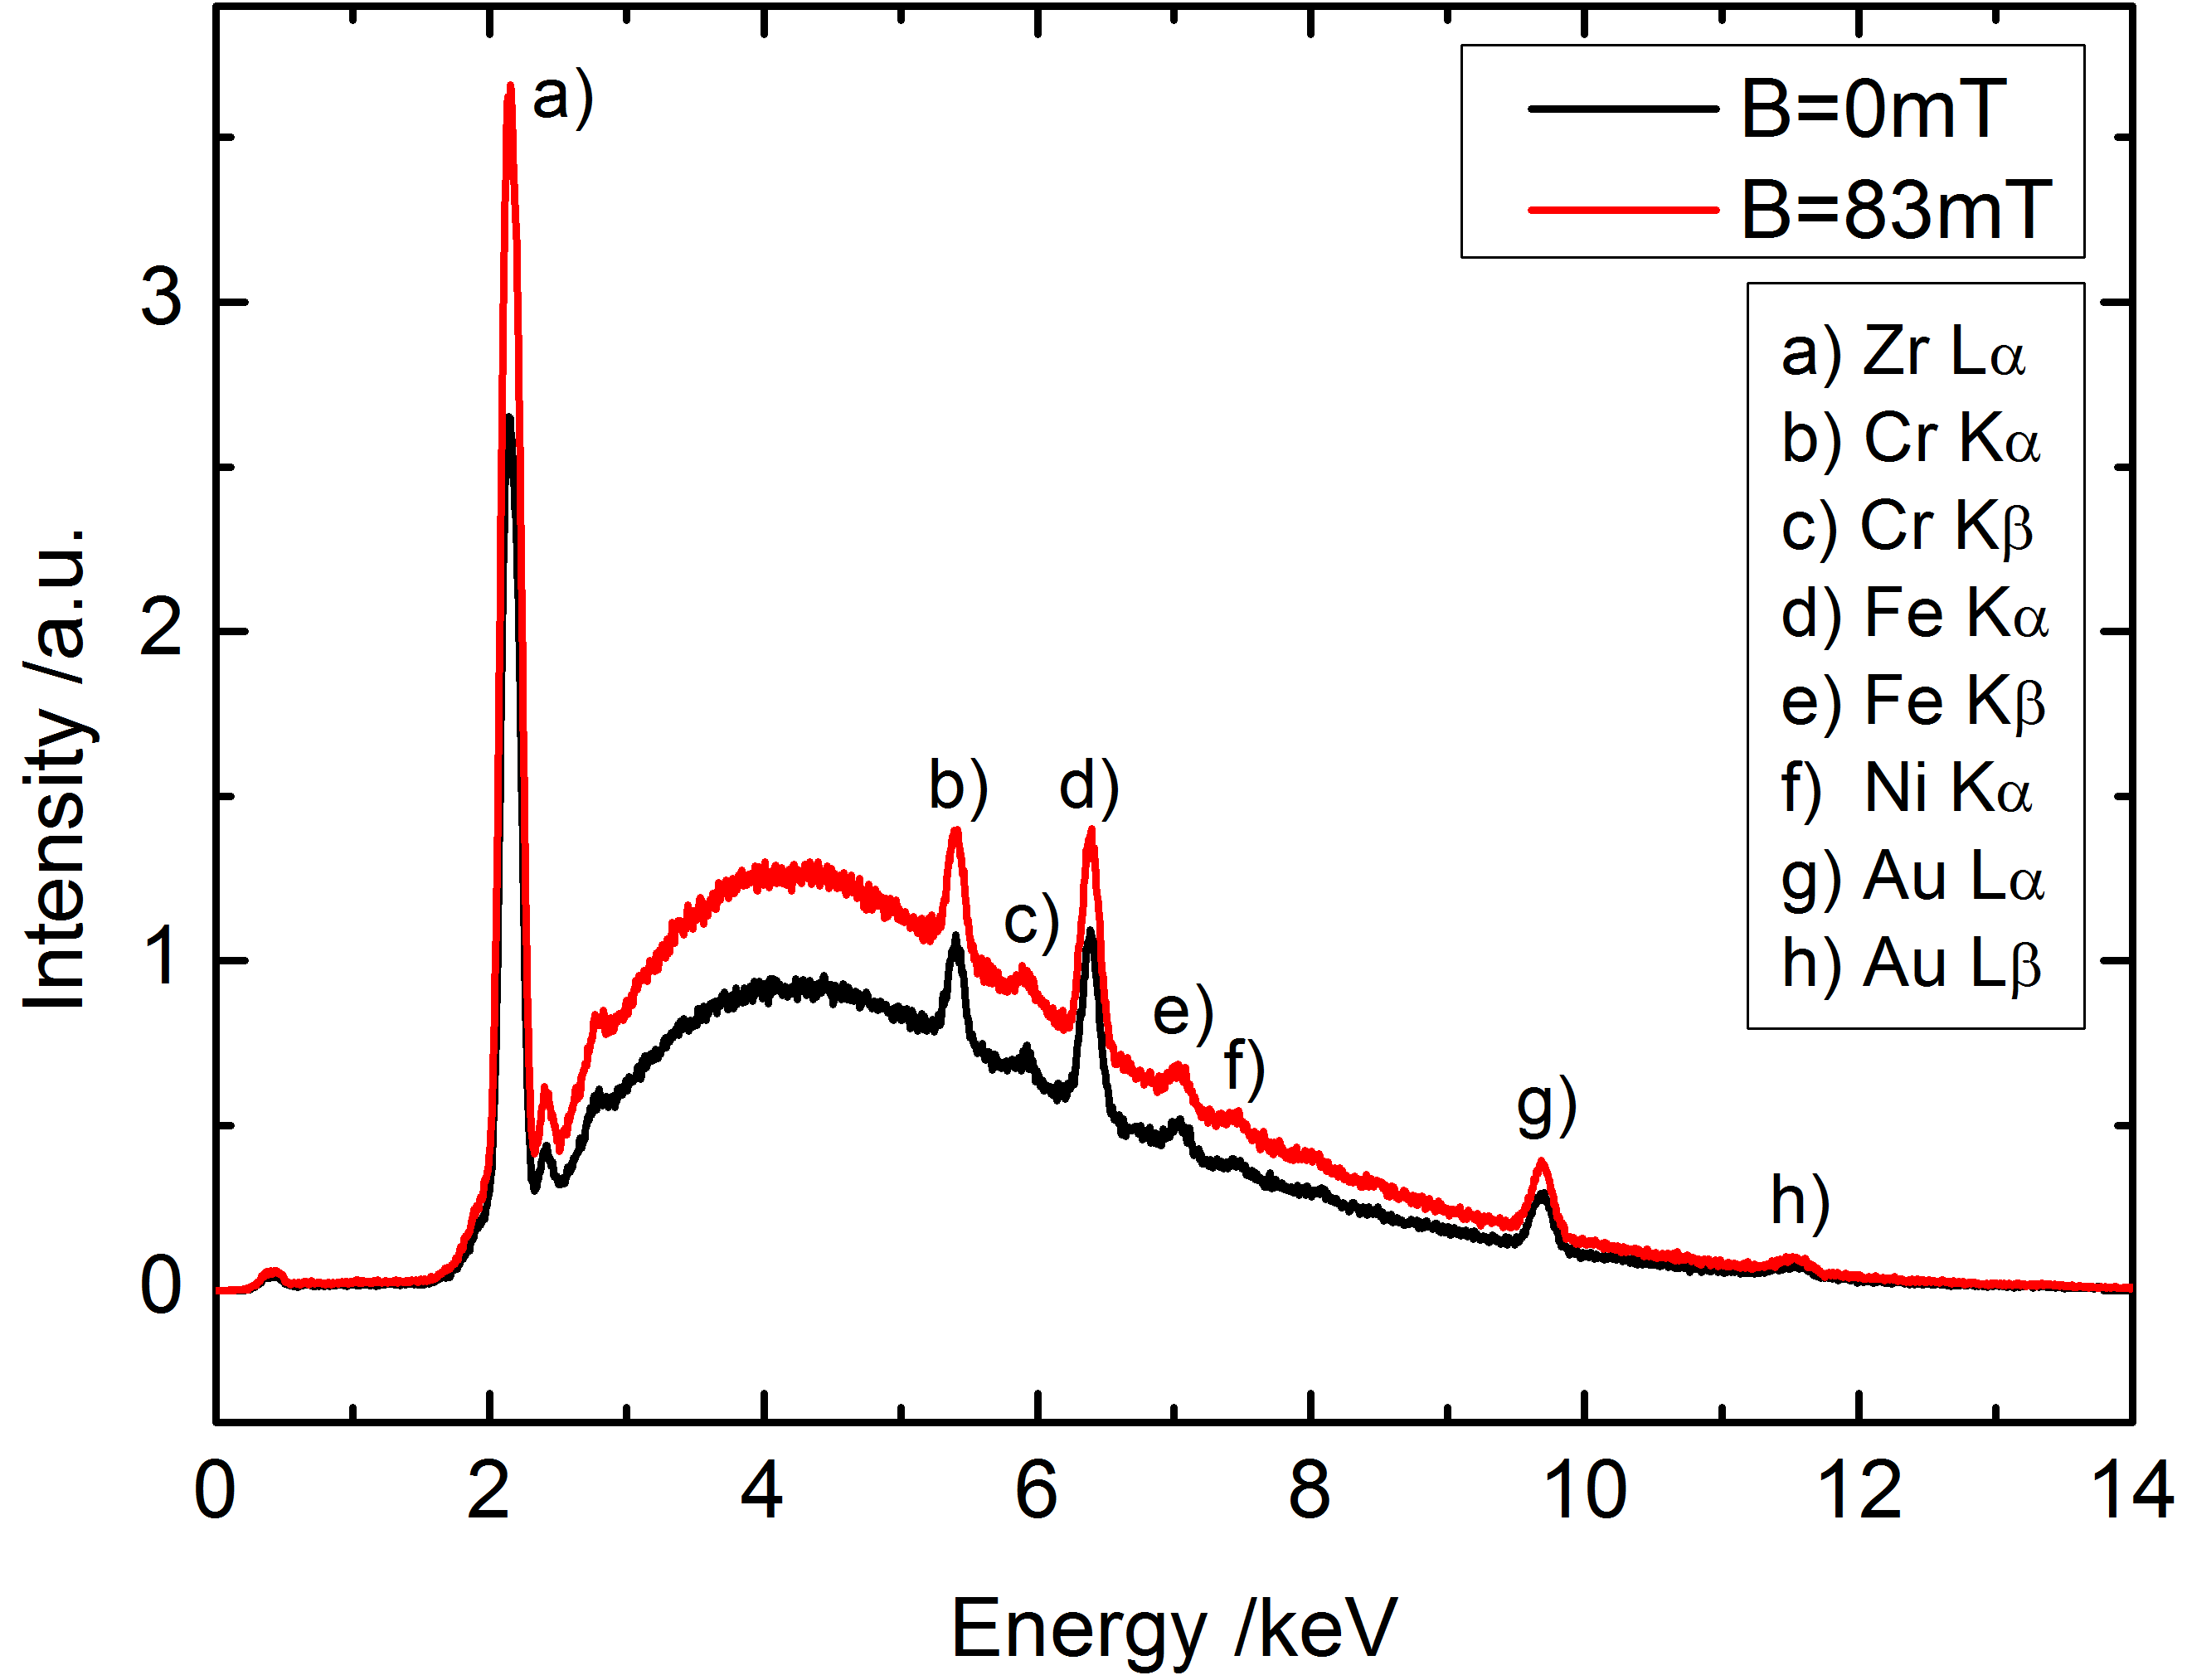 B=0mT
B=83mT
a) Zr Lα
b) Cr Kα
c) Cr Kβ
d) Fe Kα
e) Fe Kβ
f) Ni Kα
g) Au Lα
h) Au Lβ
a)
b)
c)
d)
e)
f)
g)
h)
3
2
1
0
Intensity /a.u.
0 2 4 6 8 10 12 14
Energy /keV